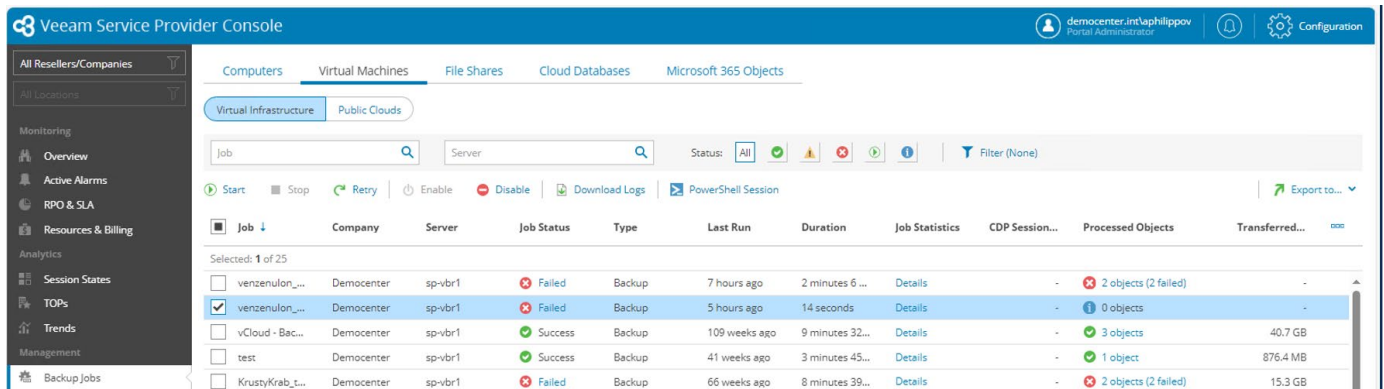 Veeam Service Provider Console
democenter.int\aphilippov
Portal Administrator
Configuration
All Resellers/Companies
All Locations
Monitoring
Overview
Active Alarms
RPO & SLA
Resources & Billing
Analytics
Session States
TOPs
Trends
Management
Backup Jobs
Computers Virtual Machines File Shares Cloud Databases Microsoft 365 Objects
Virtual Infrastructure Public Clouds
Job Server Status: All Filter (None)
Start Stop Retry Enable Disable Download Logs PowerShell Session Export to...
Job Company Server Job Status Type Last Run Duration Job Statistics CDP Session... Processed Objects Transferred...
Selected: 1 of 25
venzenulon_... Democenter sp-vbr1 Failed Backup 7 hours ago 2 minutes 6 ... Details - 2 objects (2 failed) -
venzenulon_... Democenter sp-vbr1 Failed Backup 5 hours ago 14 seconds Details - 0 objects -
vCloud - Bac... Democenter sp-vbr1 Success Backup 109 weeks ago 9 minutes 32... Details - 3 objects 40.7 GB
test Democenter sp-vbr1 Success Backup 41 weeks ago 3 minutes 45... Details - 1 object 876.4 MB
KrustyKrab_t... Democenter sp-vbr1 Failed Backup 66 weeks ago 8 minutes 39... Details - 2 objects (2 failed) 15.3 GB